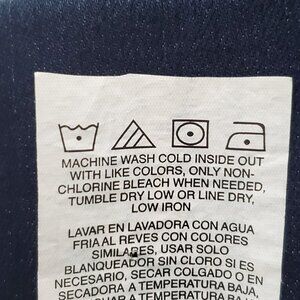 MACHINE WASH COLD INSIDE OUT
WITH LIKE COLORS, ONLY NON-
CHLORINE BLEACH WHEN NEEDED,
TUMBLE DRY LOW OR LINE DRY,
LOW IRON
LAVAR EN LAVADORA CON AGUA
FRIA AL REVES CON COLORES
SIMILARES, USAR SOLO
BLANQUEADOR SIN CLORO SI ES
NECESARIO, SECAR COLGADO O EN
SECADORA A TEMPERATURA BAJA
A TEMPERATURA